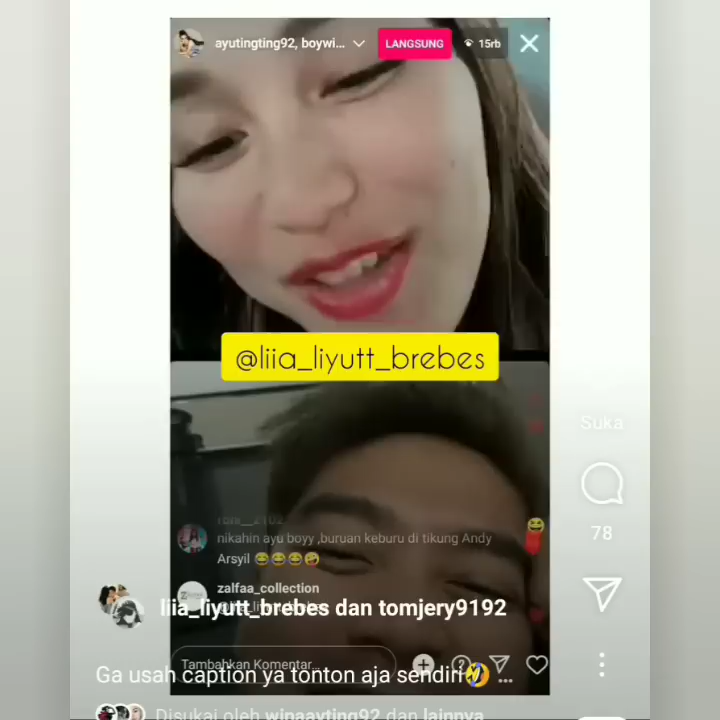 ayutingting92, boywi...
LANGSUNG
15rb
@liia_liyutt_brebes
Suka
nikahin ayu boyy ,buruan keburu di tikung Andy
Arsyil 😂😂😂🤪
zalfaa_collection
78
liia_liyutt_brebes dan tomjery9192
Tambahkan Komentar...
Ga usah caption ya tonton aja sendiri🤣
Disukai oleh winaayting92 dan lainnya